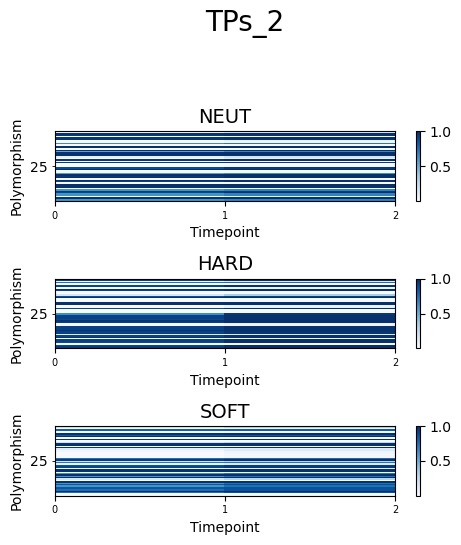 TPs_2
NEUT
Polymorphism
25
0 1 2
Timepoint
1.0
0.5
HARD
Polymorphism
25
0 1 2
Timepoint
1.0
0.5
SOFT
Polymorphism
25
0 1 2
Timepoint
1.0
0.5